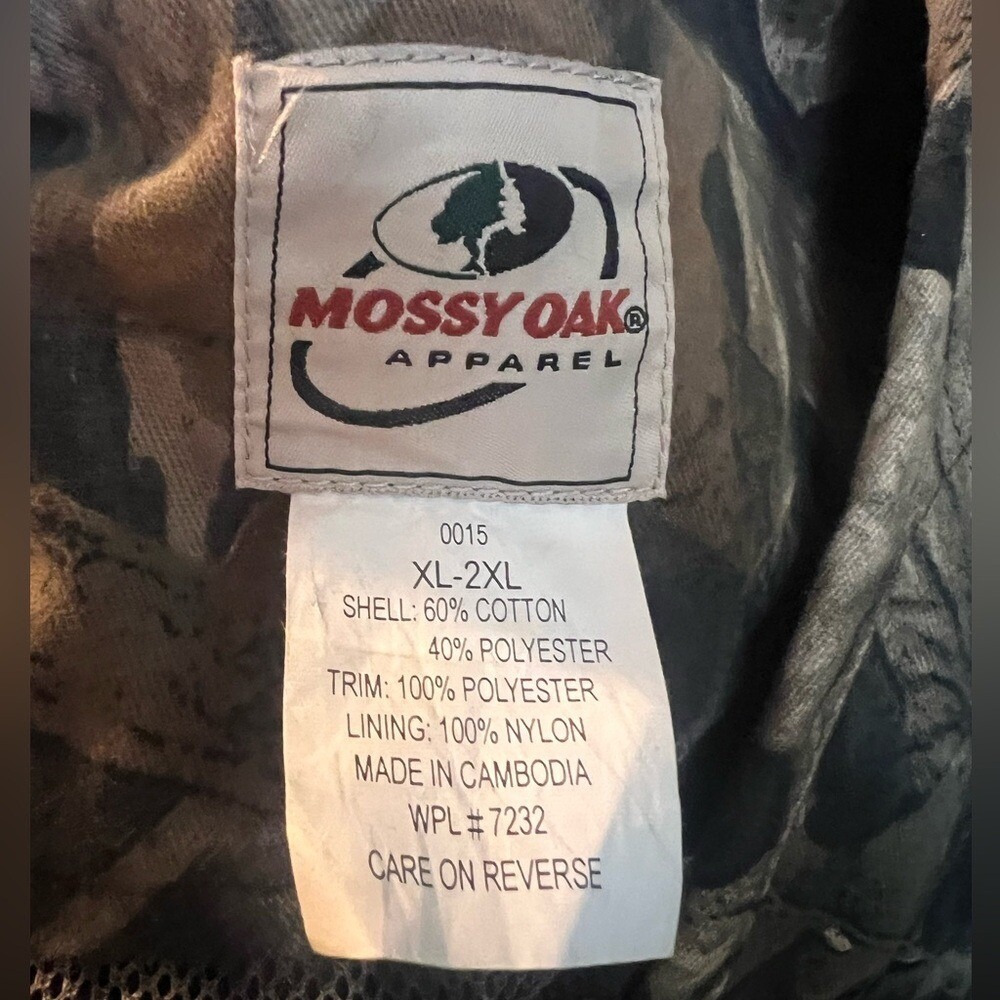 MOSSY OAK®
APPAREL
0015
XL-2XL
SHELL: 60% COTTON
40% POLYESTER
TRIM: 100% POLYESTER
LINING: 100% NYLON
MADE IN CAMBODIA
WPL #7232
CARE ON REVERSE